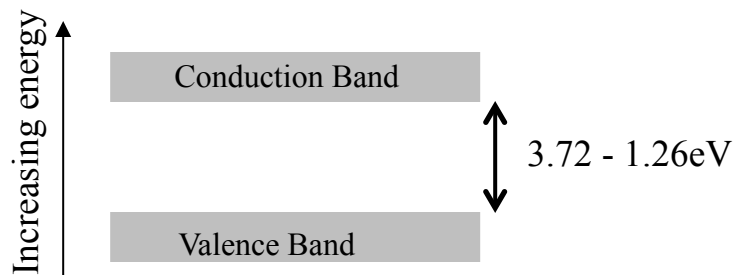 Increasing energy
Conduction Band
3.72 - 1.26eV
Valence Band